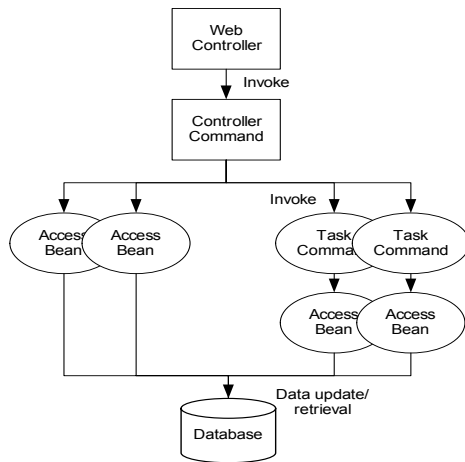 Web
Controller
Invoke
Controller
Command
Invoke
Access
Bean
Access
Bean
Task
Comma
Task
Command
Access
Bean
Access
Bean
Data update/
retrieval
Database